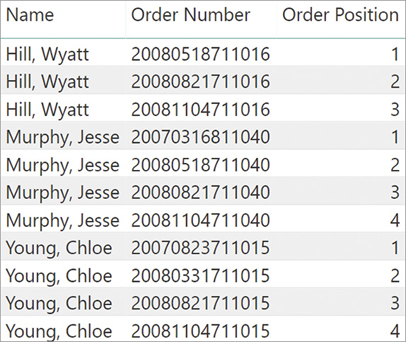 Name Order Number Order Position
Hill, Wyatt 20080518711016 1
Hill, Wyatt 20080821711016 2
Hill, Wyatt 20081104711016 3
Murphy, Jesse 20070316811040 1
Murphy, Jesse 20080518711040 2
Murphy, Jesse 20080821711040 3
Murphy, Jesse 20081104711040 4
Young, Chloe 20070823711015 1
Young, Chloe 20080331711015 2
Young, Chloe 20080821711015 3
Young, Chloe 20081104711015 4